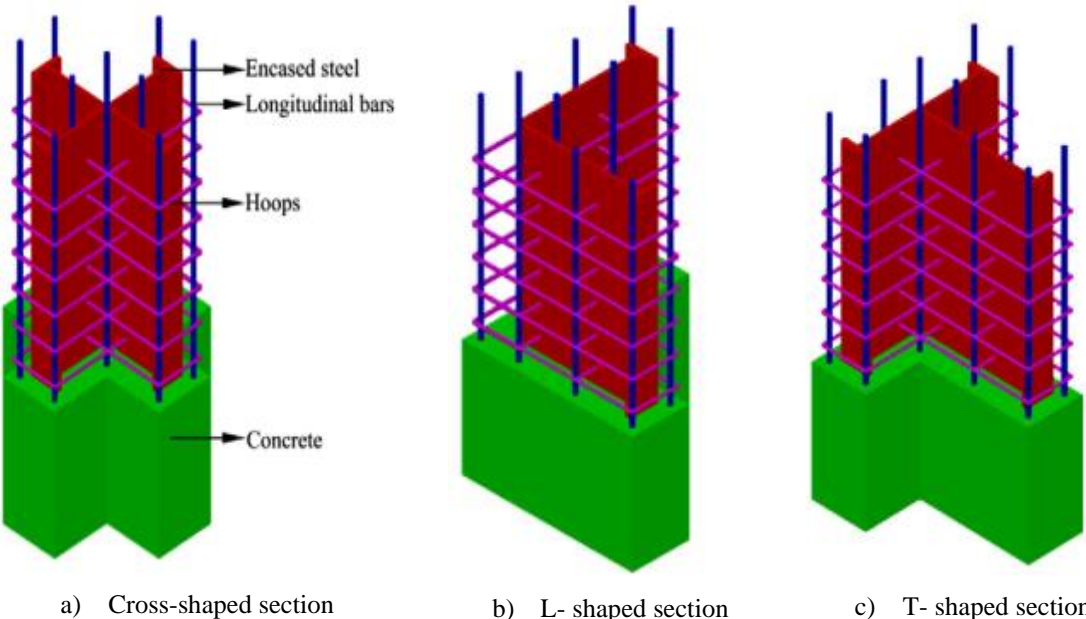 Encased steel
Longitudinal bars
Hoops
Concrete
a) Cross-shaped section
b) L- shaped section
c) T- shaped section